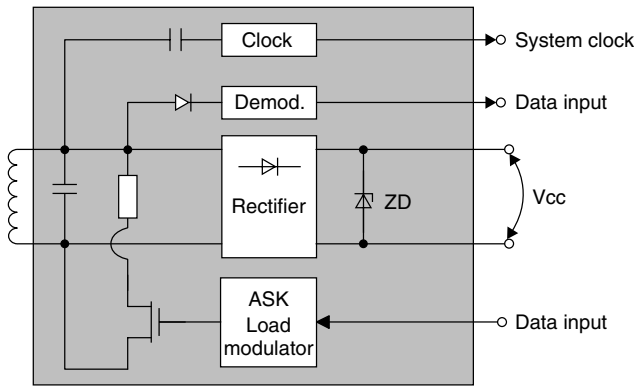 Clock
System clock
Demod.
Data input
Rectifier
ZD
Vcc
ASK
Load
modulator
Data input